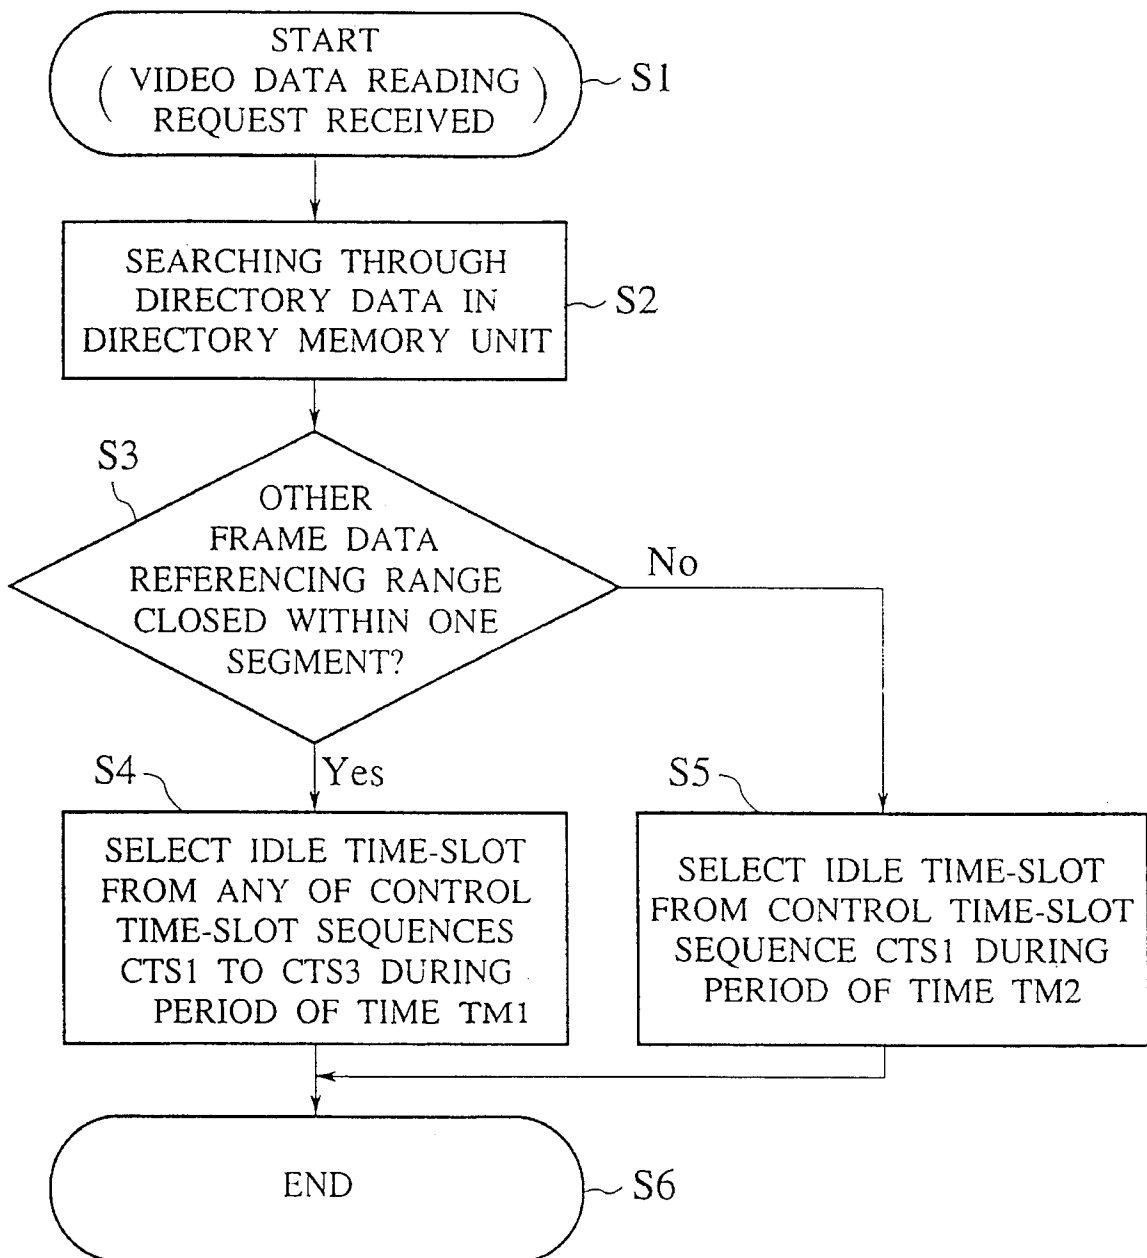 START
( VIDEO DATA READING
REQUEST RECEIVED )
S1
SEARCHING THROUGH
DIRECTORY DATA IN
DIRECTORY MEMORY UNIT
S2
S3
OTHER
FRAME DATA
REFERENCING RANGE
CLOSED WITHIN ONE
SEGMENT?
No
Yes
S4
SELECT IDLE TIME-SLOT
FROM ANY OF CONTROL
TIME-SLOT SEQUENCES
CTS1 TO CTS3 DURING
PERIOD OF TIME TM1
S5
SELECT IDLE TIME-SLOT
FROM CONTROL TIME-SLOT
SEQUENCE CTS1 DURING
PERIOD OF TIME TM2
END
S6